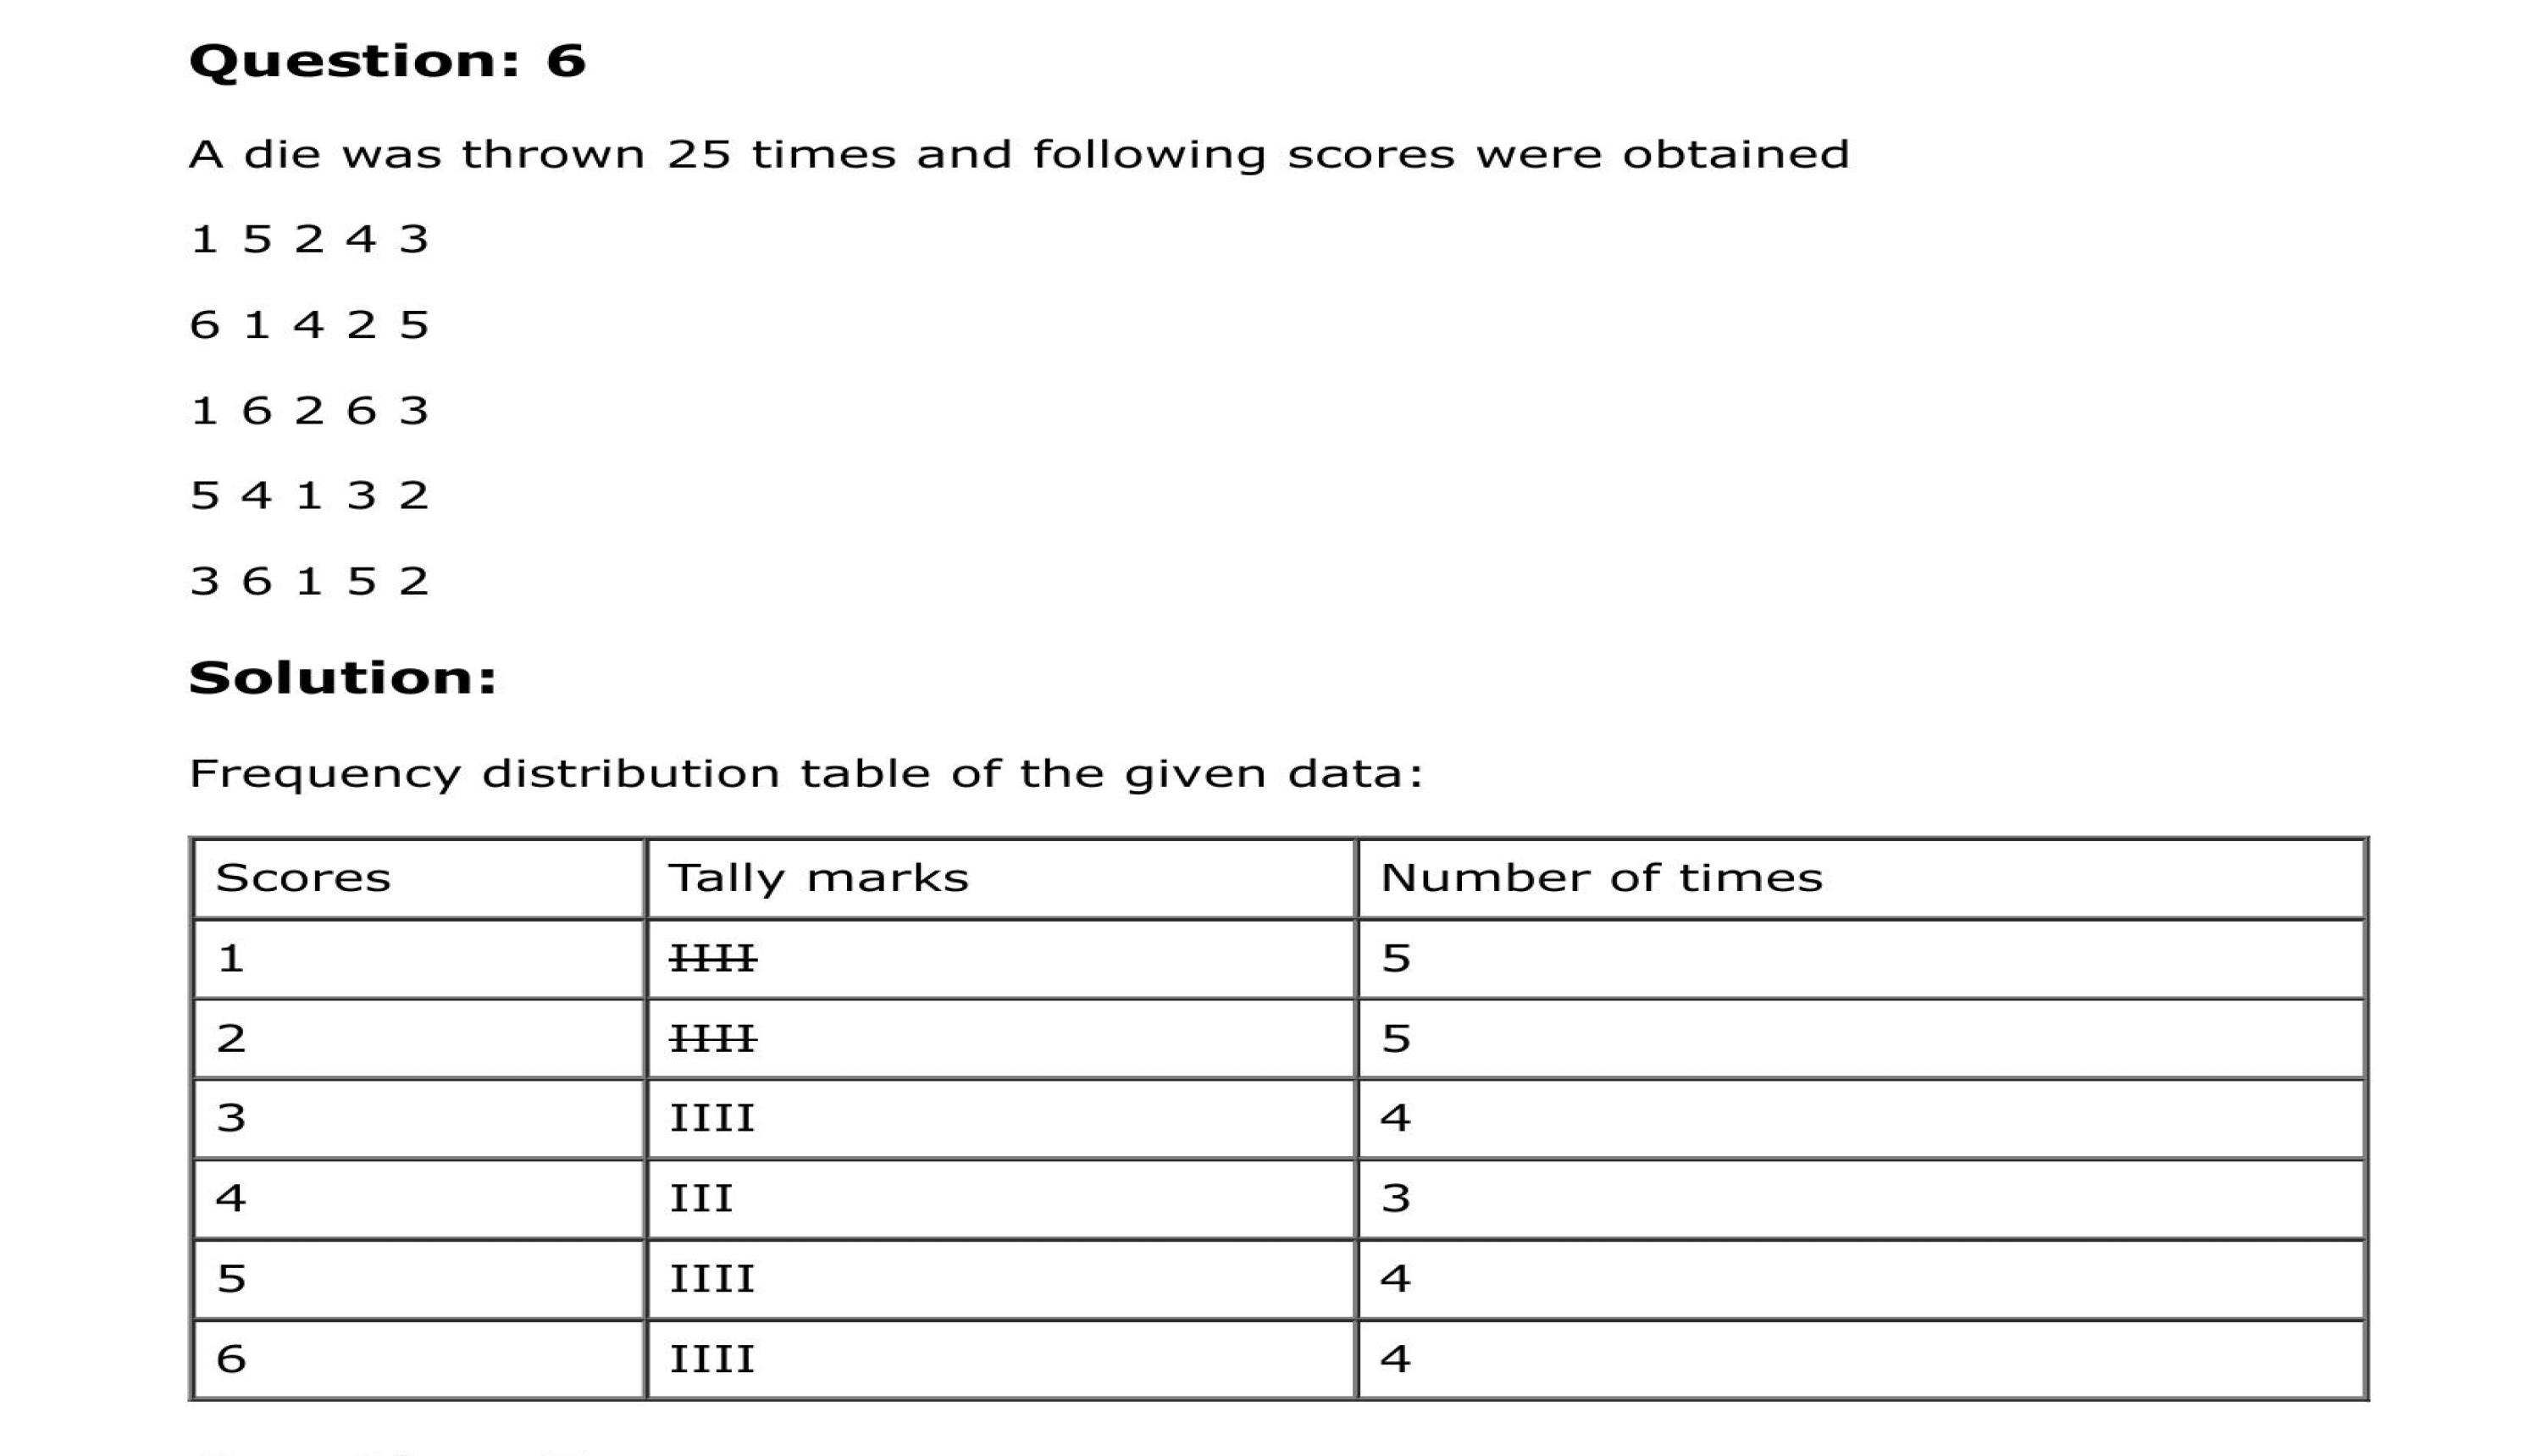 Question: 6
A die was thrown 25 times and following scores were obtained
1 5 2 4 3
6 1 4 2 5
1 6 2 6 3
5 4 1 3 2
3 6 1 5 2
Solution:
Frequency distribution table of the given data:
Scores Tally marks Number of times
1 IIII 5
2 IIII 5
3 IIII 4
4 III 3
5 IIII 4
6 IIII 4